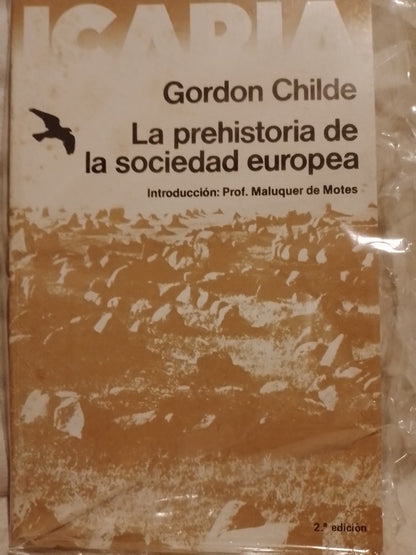 ICARIA
Gordon Childe
La prehistoria de
la sociedad europea
Introducción: Prof. Maluquer de Motes
2.ª edición